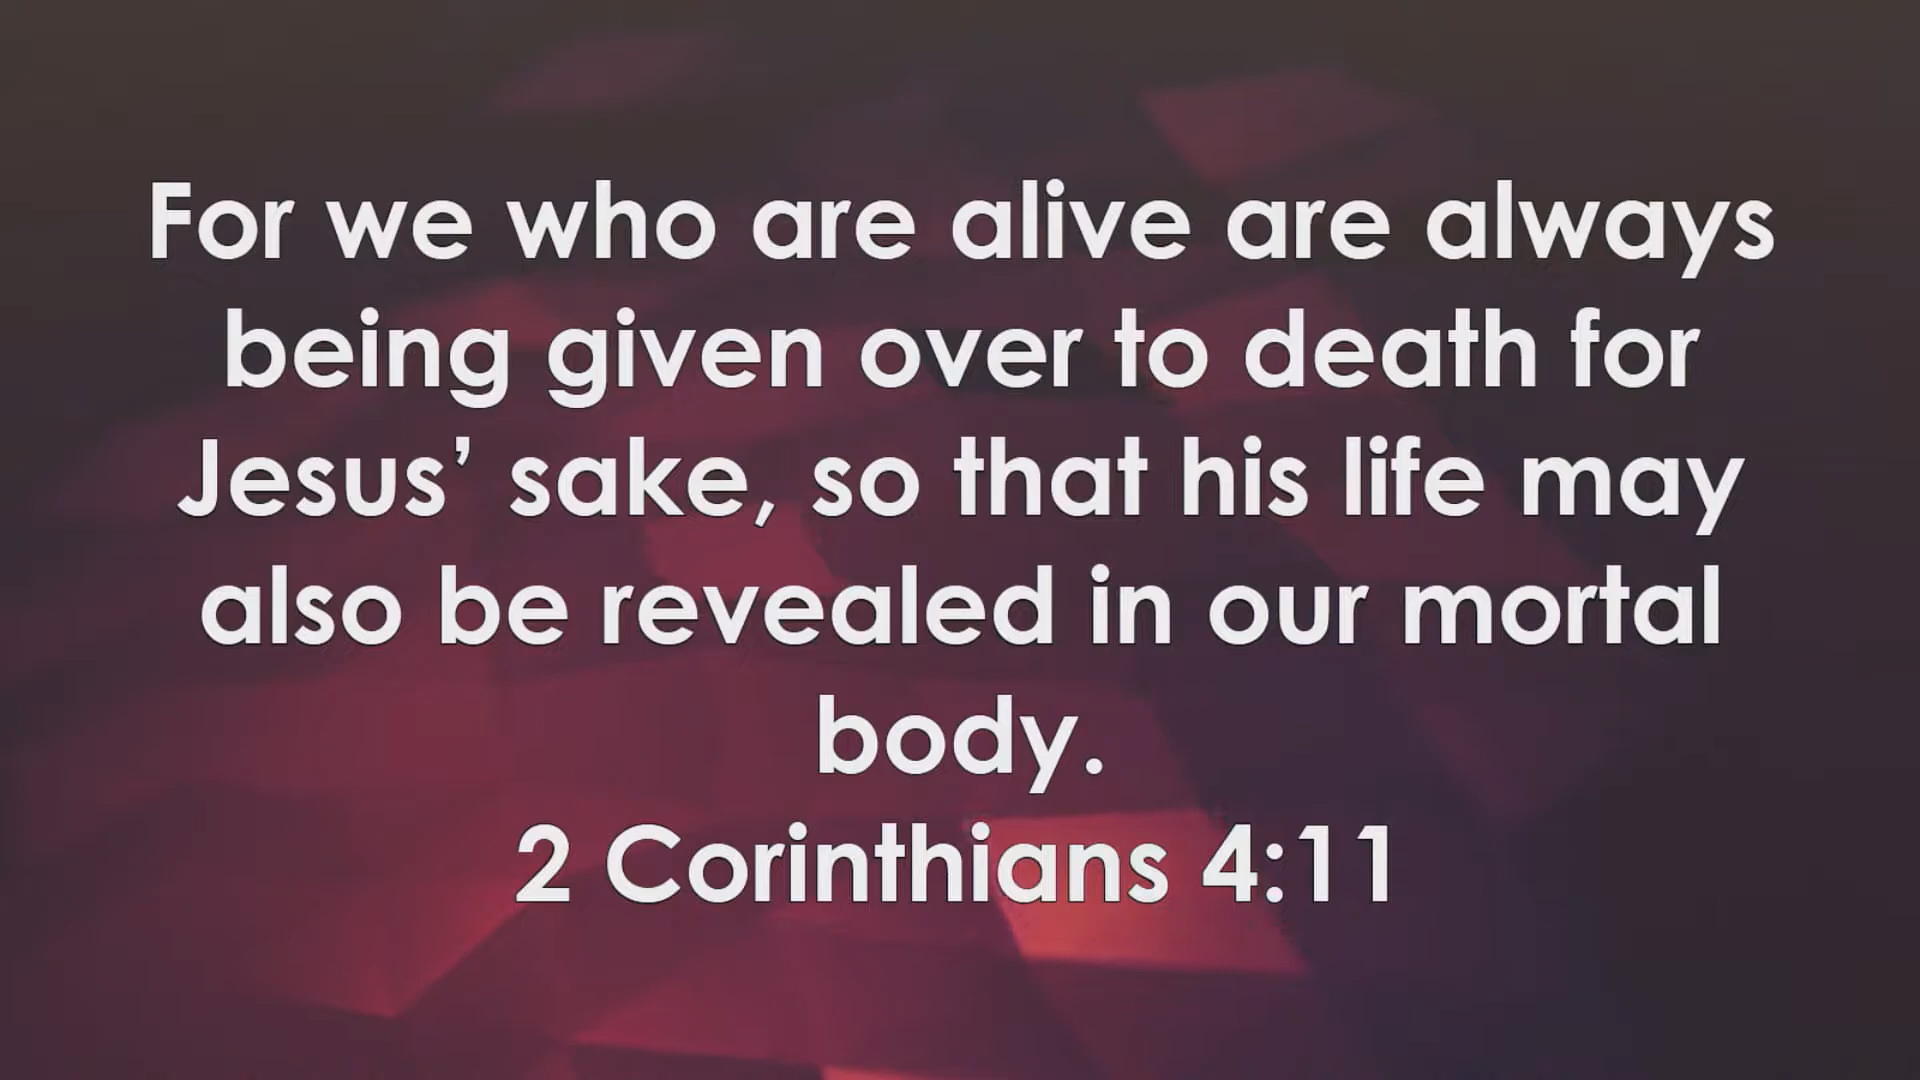 For we who are alive are always
being given over to death for
Jesus’ sake, so that his life may
also be revealed in our mortal
body.
2 Corinthians 4:11